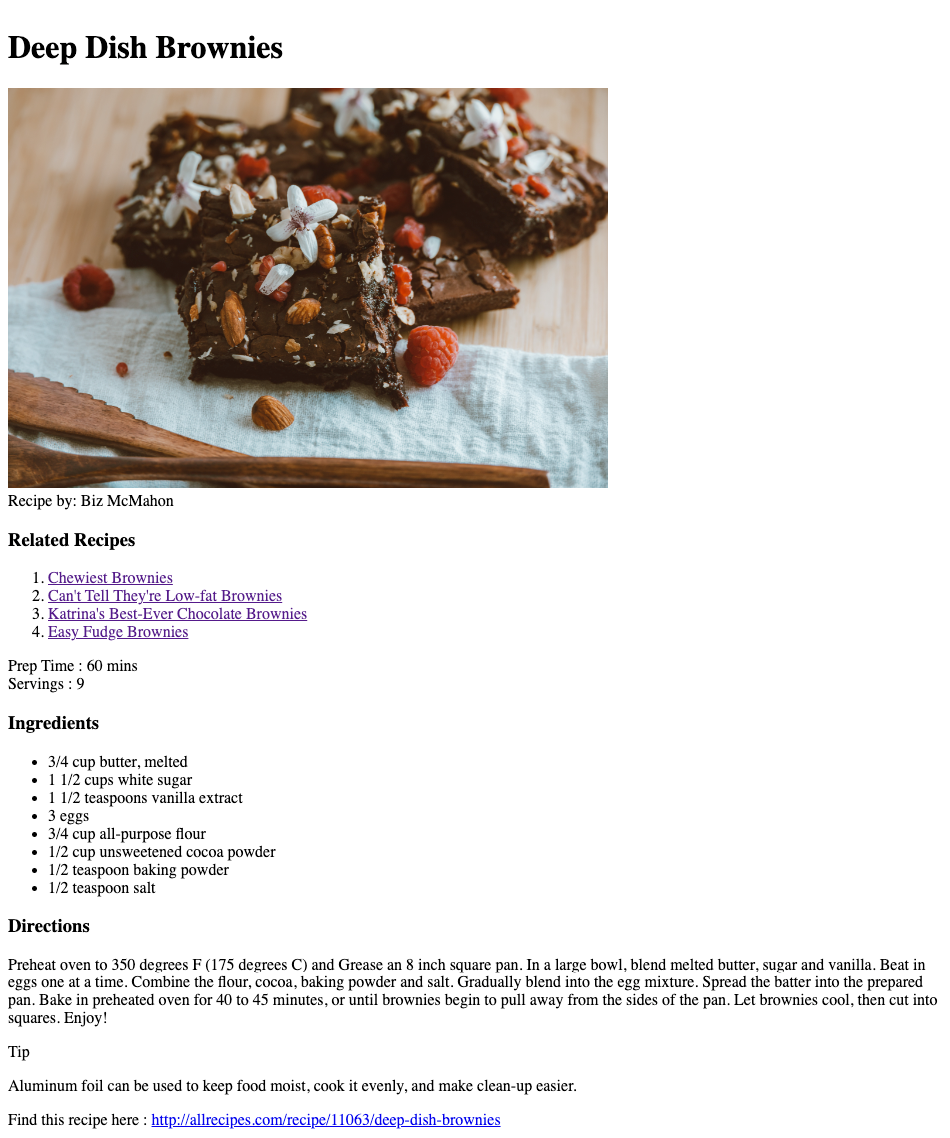 Deep Dish Brownies
Recipe by: Biz McMahon
Related Recipes
1. Chewiest Brownies
2. Can't Tell They're Low-fat Brownies
3. Katrina's Best-Ever Chocolate Brownies
4. Easy Fudge Brownies
Prep Time : 60 mins
Servings : 9
Ingredients
• 3/4 cup butter, melted
• 1 1/2 cups white sugar
• 1 1/2 teaspoons vanilla extract
• 3 eggs
• 3/4 cup all-purpose flour
• 1/2 cup unsweetened cocoa powder
• 1/2 teaspoon baking powder
• 1/2 teaspoon salt
Directions
Preheat oven to 350 degrees F (175 degrees C) and Grease an 8 inch square pan. In a large bowl, blend melted butter, sugar and vanilla. Beat in
eggs one at a time. Combine the flour, cocoa, baking powder and salt. Gradually blend into the egg mixture. Spread the batter into the prepared
pan. Bake in preheated oven for 40 to 45 minutes, or until brownies begin to pull away from the sides of the pan. Let brownies cool, then cut into
squares. Enjoy!
Tip
Aluminum foil can be used to keep food moist, cook it evenly, and make clean-up easier.
Find this recipe here : http://allrecipes.com/recipe/11063/deep-dish-brownies